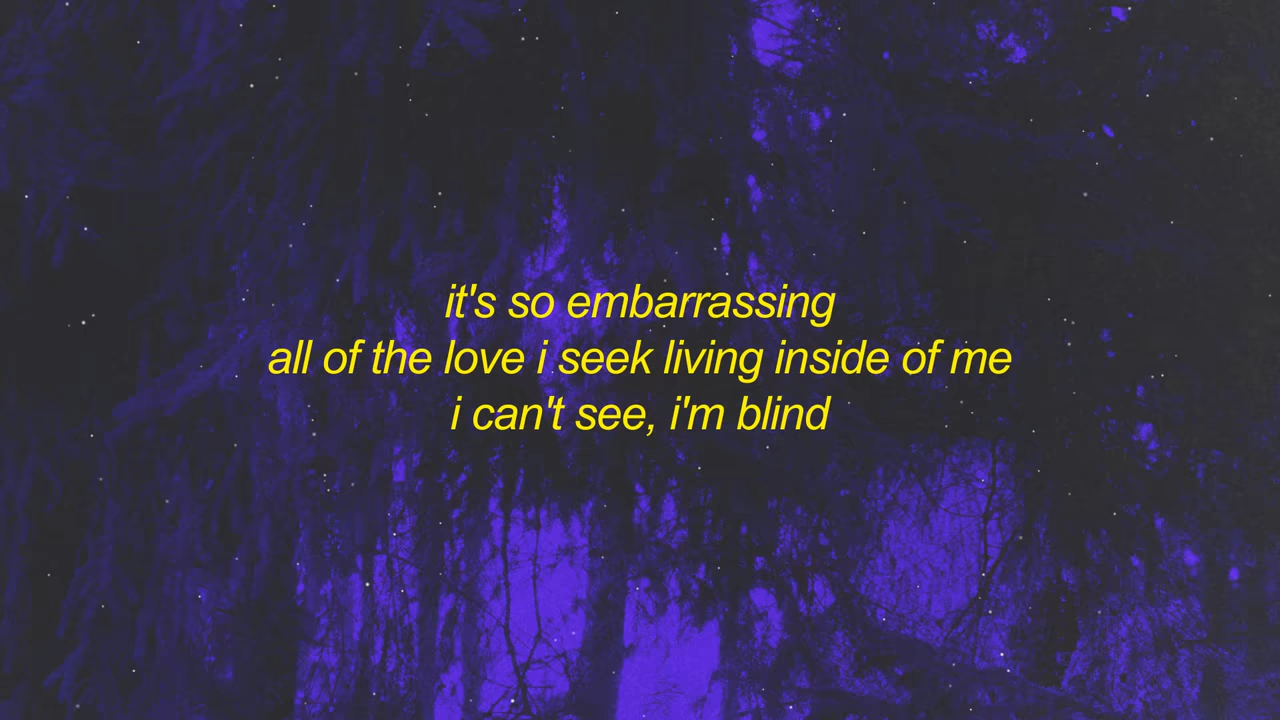 it's so embarrassing
all of the love i seek living inside of me
i can't see, i'm blind